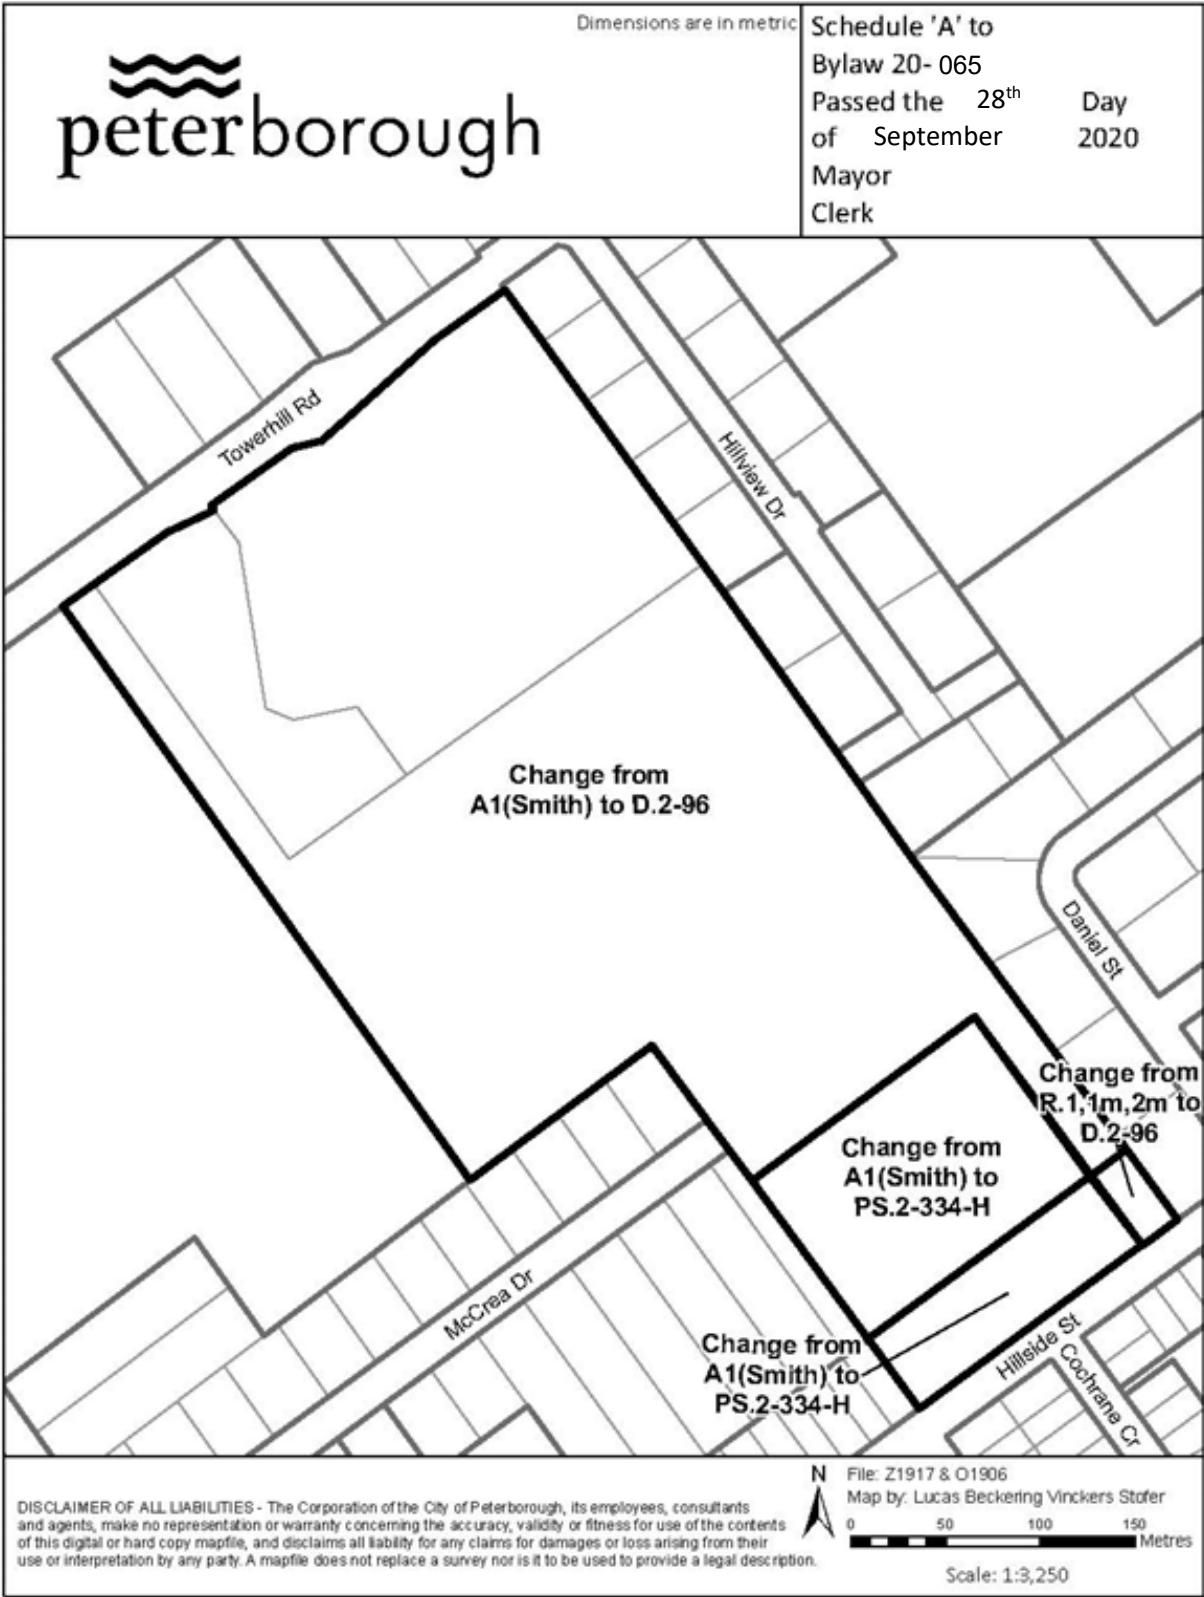 Dimensions are in metric
peterborough
Schedule 'A' to
Bylaw 20- 065
Passed the 28th Day
of September 2020
Mayor
Clerk
Towerhill Rd
Hillview Dr
Change from
A1(Smith) to D.2-96
Daniel St
Change from
R.1,1m,2m to
D.2-96
Change from
A1(Smith) to
PS.2-334-H
McCrea Dr
Change from
A1(Smith) to
PS.2-334-H
Hillside St
Cochrane Cr
DISCLAIMER OF ALL LIABILITIES - The Corporation of the City of Peterborough, its employees, consultants
and agents, make no representation or warranty concerning the accuracy, validity or fitness for use of the contents
of this digital or hard copy mapfile, and disclaims all liability for any claims for damages or loss arising from their
use or interpretation by any party. A mapfile does not replace a survey nor is it to be used to provide a legal description.
N
File: Z1917 & O1906
Map by: Lucas Beckering Vinckers Stofer
0 50 100 150
Metres
Scale: 1:3,250